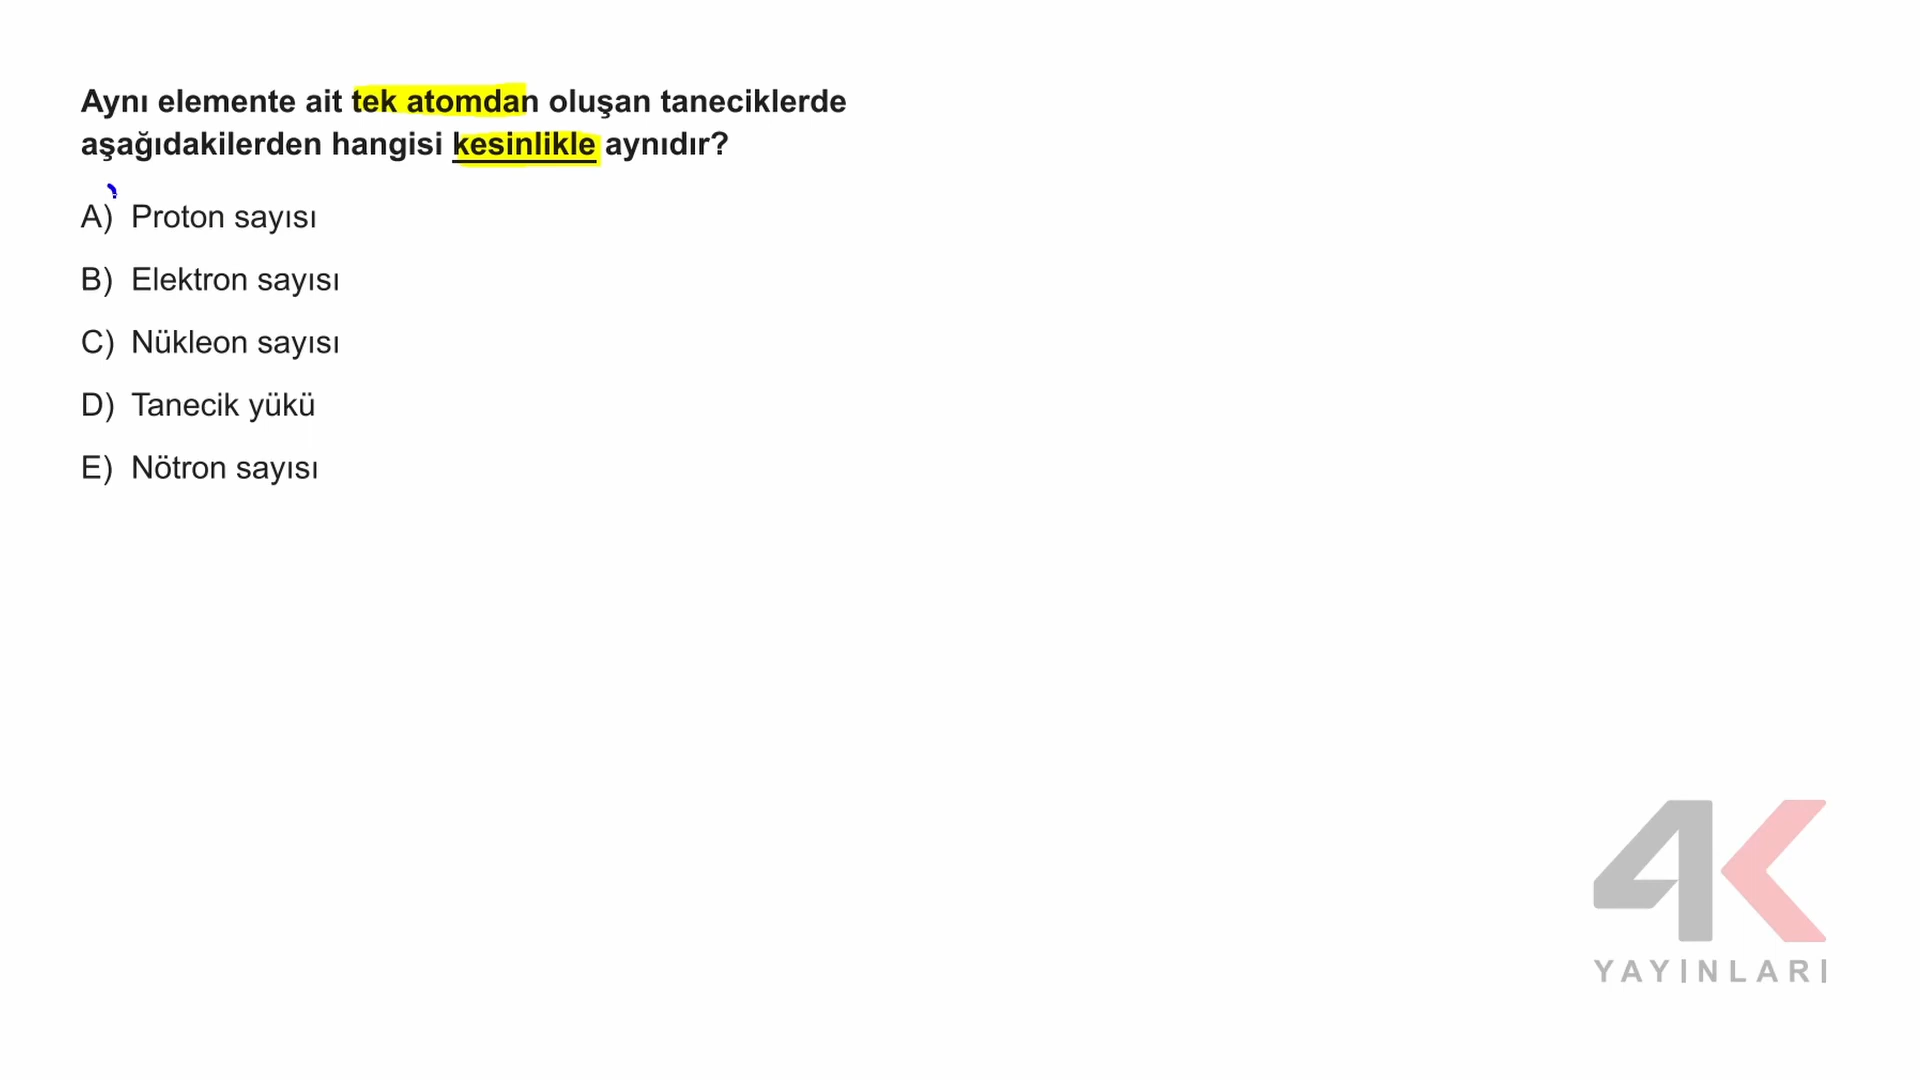 Aynı elemente ait tek atomdan oluşan taneciklerde
aşağıdakilerden hangisi kesinlikle aynıdır?
A) Proton sayısı
B) Elektron sayısı
C) Nükleon sayısı
D) Tanecik yükü
E) Nötron sayısı
4K
YAYINLARI